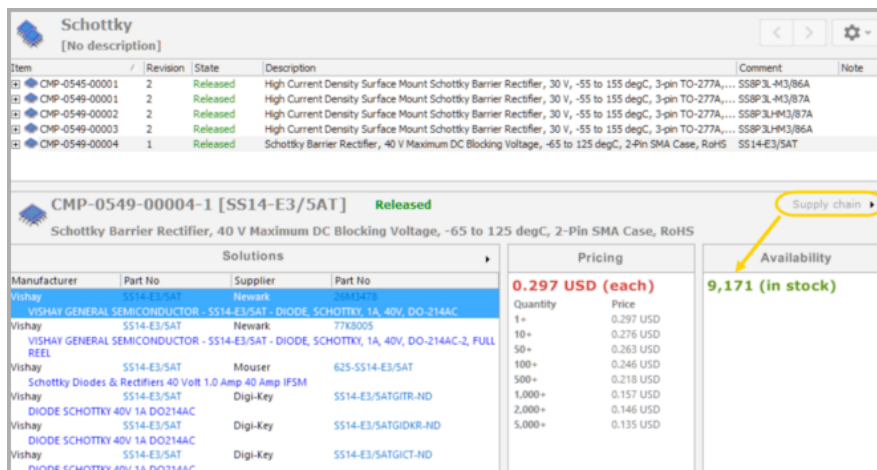 Schottky
[No description]
Item / Revision State Description Comment Note
CMP-0545-00001 2 Released High Current Density Surface Mount Schottky Barrier Rectifier, 30 V, -55 to 155 degC, 3-pin TO-277A,... SS8P3L-M3/86A
CMP-0549-00001 2 Released High Current Density Surface Mount Schottky Barrier Rectifier, 30 V, -55 to 155 degC, 3-pin TO-277A,... SS8P3L-M3/87A
CMP-0549-00002 2 Released High Current Density Surface Mount Schottky Barrier Rectifier, 30 V, -55 to 155 degC, 3-pin TO-277A,... SS8P3LHM3/87A
CMP-0549-00003 2 Released High Current Density Surface Mount Schottky Barrier Rectifier, 30 V, -55 to 155 degC, 3-pin TO-277A,... SS8P3LHM3/86A
CMP-0549-00004 1 Released Schottky Barrier Rectifier, 40 V Maximum DC Blocking Voltage, -65 to 125 degC, 2-Pin SMA Case, RoHS SS14-E3/5AT
CMP-0549-00004-1 [SS14-E3/5AT] Released Supply chain
Schottky Barrier Rectifier, 40 V Maximum DC Blocking Voltage, -65 to 125 degC, 2-Pin SMA Case, RoHS
Solutions
Manufacturer Part No Supplier Part No
Vishay SS14-E3/5AT Newark 26M3478
VISHAY GENERAL SEMICONDUCTOR - SS14-E3/5AT - DIODE, SCHOTTKY, 1A, 40V, DO-214AC
Vishay SS14-E3/5AT Newark 77K8005
VISHAY GENERAL SEMICONDUCTOR - SS14-E3/5AT - DIODE, SCHOTTKY, 1A, 40V, DO-214AC-2, FULL
REEL
Vishay SS14-E3/5AT Mouser 625-SS14-E3/5AT
Schottky Diodes & Rectifiers 40 Volt 1.0 Amp 40 Amp IFSM
Vishay SS14-E3/5AT Digi-Key SS14-E3/5ATGITR-ND
DIODE SCHOTTKY 40V 1A DO214AC
Vishay SS14-E3/5AT Digi-Key SS14-E3/5ATGIDKR-ND
DIODE SCHOTTKY 40V 1A DO214AC
Vishay SS14-E3/5AT Digi-Key SS14-E3/5ATGICT-ND
DIODE SCHOTTKY 40V 1A DO214AC
Pricing
0.297 USD (each)
Quantity Price
1+ 0.297 USD
10+ 0.276 USD
50+ 0.263 USD
100+ 0.246 USD
500+ 0.218 USD
1,000+ 0.157 USD
2,000+ 0.146 USD
5,000+ 0.135 USD
Availability
9,171 (in stock)